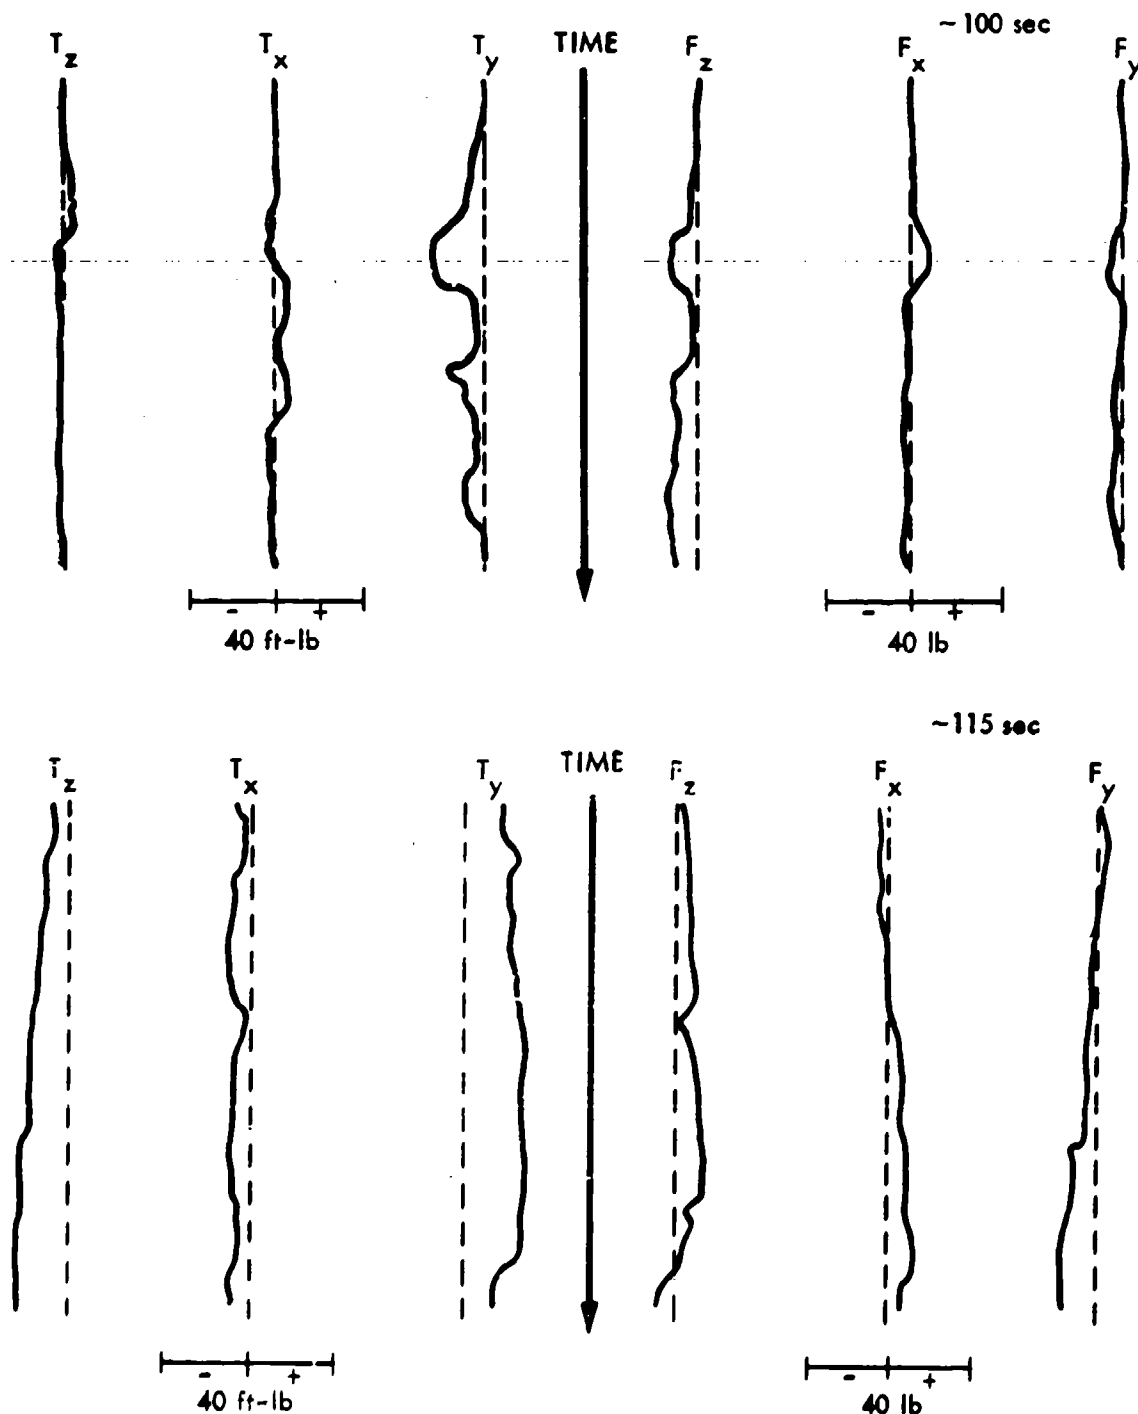 ~100 sec
Tz Tx Ty TIME Fz Fx Fy
- + - +
40 ft-lb 40 lb
~115 sec
Tz Tx Ty TIME Fz Fx Fy
- + - +
40 ft-lb 40 lb